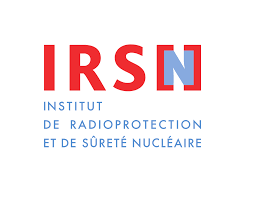 IRSN
INSTITUT
DE RADIOPROTECTION
ET DE SÛRETÉ NUCLÉAIRE